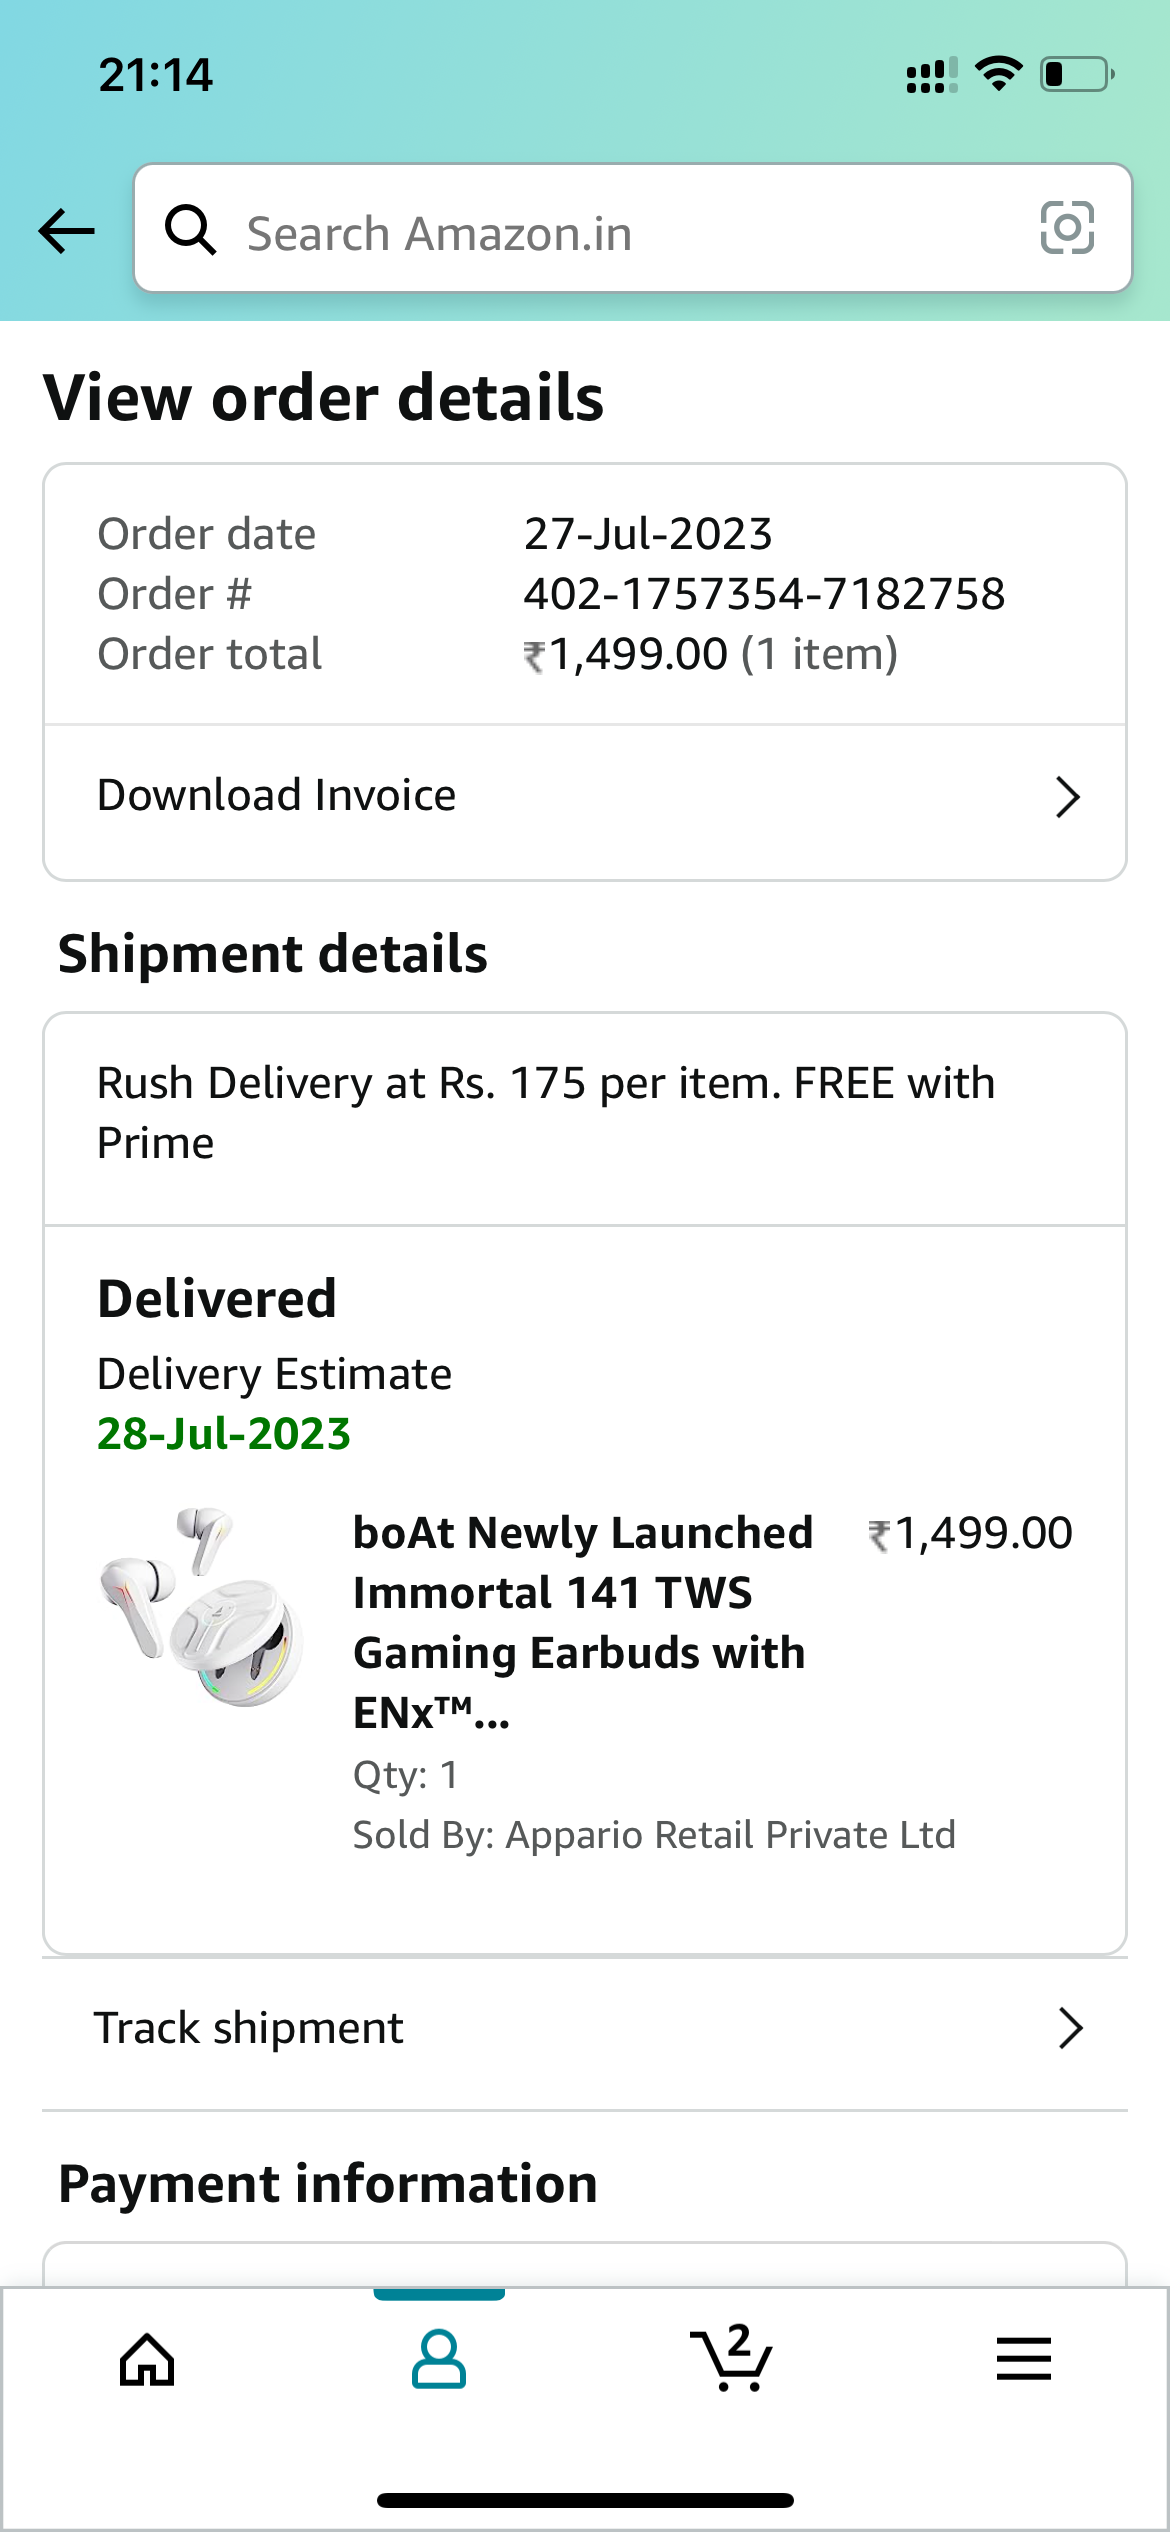 21:14
Search Amazon.in
View order details
Order date 27-Jul-2023
Order # 402-1757354-7182758
Order total ₹1,499.00 (1 item)
Download Invoice
Shipment details
Rush Delivery at Rs. 175 per item. FREE with
Prime
Delivered
Delivery Estimate
28-Jul-2023
boAt Newly Launched ₹1,499.00
Immortal 141 TWS
Gaming Earbuds with
ENx™...
Qty: 1
Sold By: Appario Retail Private Ltd
Track shipment
Payment information
2